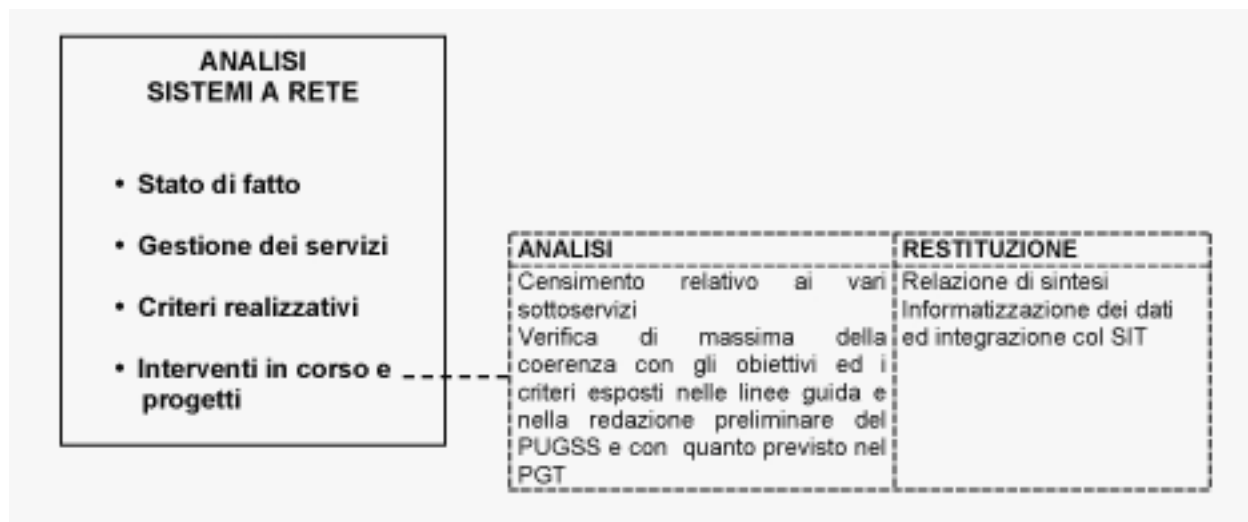 ANALISI
SISTEMI A RETE
• Stato di fatto
• Gestione dei servizi
• Criteri realizzativi
• Interventi in corso e
progetti
ANALISI
Censimento relativo ai vari
sottoservizi
Verifica di massima della
coerenza con gli obiettivi ed i
criteri esposti nelle linee guida e
nella redazione preliminare del
PUGSS e con quanto previsto nel
PGT
RESTITUZIONE
Relazione di sintesi
Informatizzazione dei dati
ed integrazione col SIT